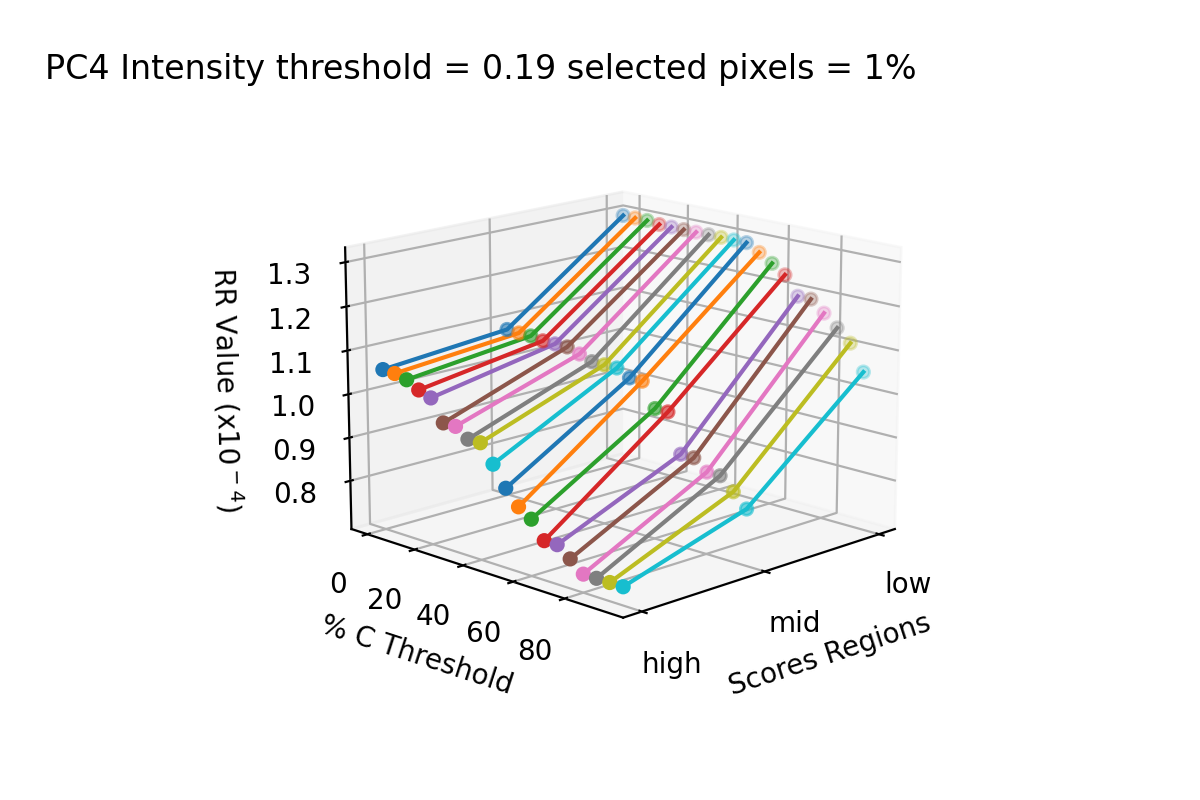 PC4 Intensity threshold = 0.19 selected pixels = 1%
1.3
1.2
1.1
1.0
0.9
0.8
RR Value (x10⁻⁴)
0
20
40
60
80
% C Threshold
high
mid
low
Scores Regions